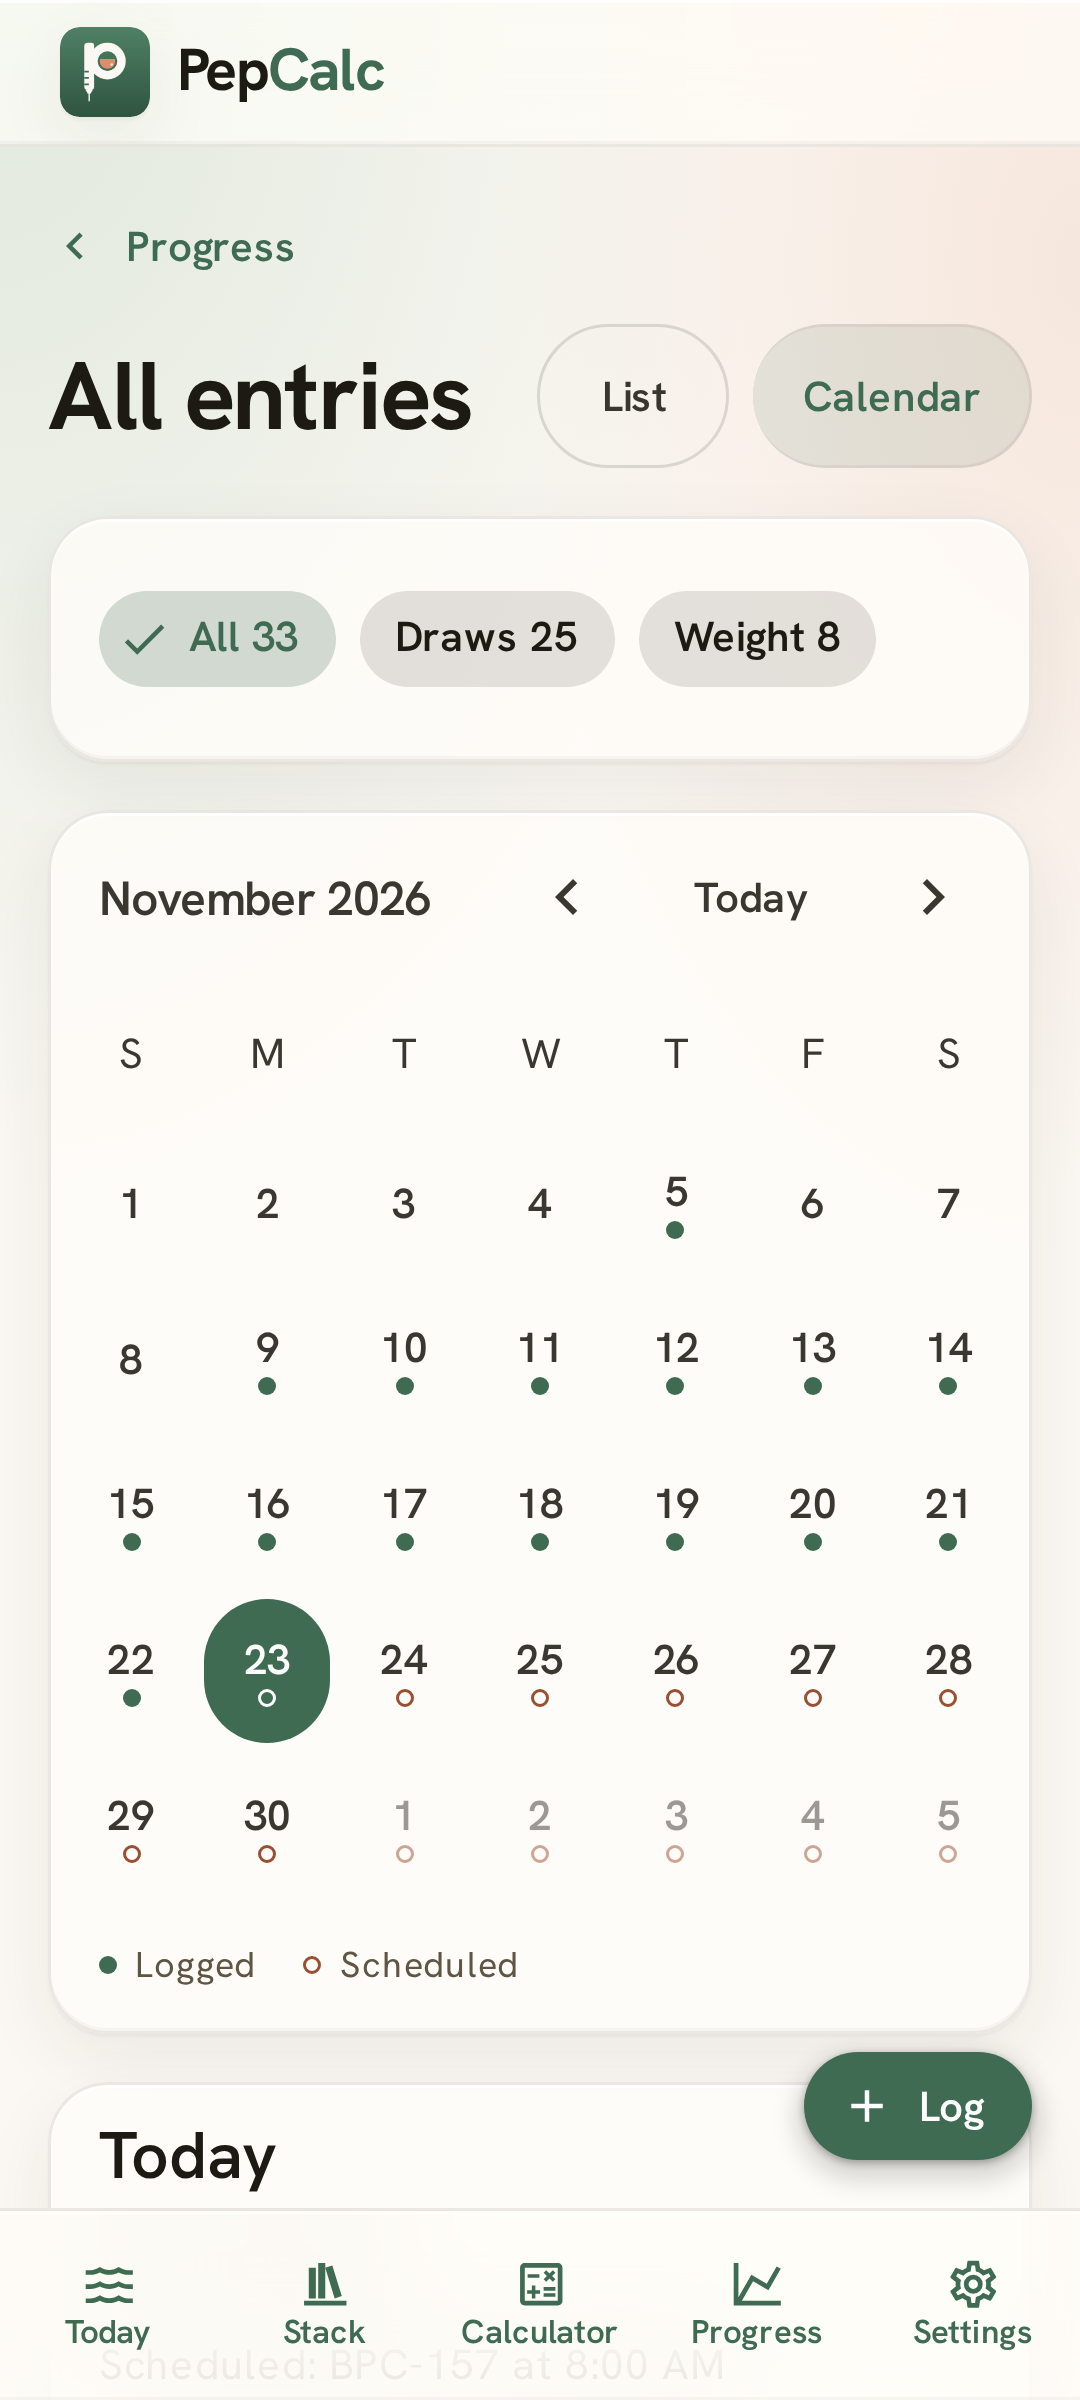 PepCalc
Progress
All entries
List
Calendar
All 33
Draws 25
Weight 8
November 2026
Today
S M T W T F S
1 2 3 4 5 6 7
8 9 10 11 12 13 14
15 16 17 18 19 20 21
22 23 24 25 26 27 28
29 30 1 2 3 4 5
Logged
Scheduled
Log
Today
Today
Stack
Calculator
Progress
Settings
Scheduled: BPC-157 at 8:00 AM